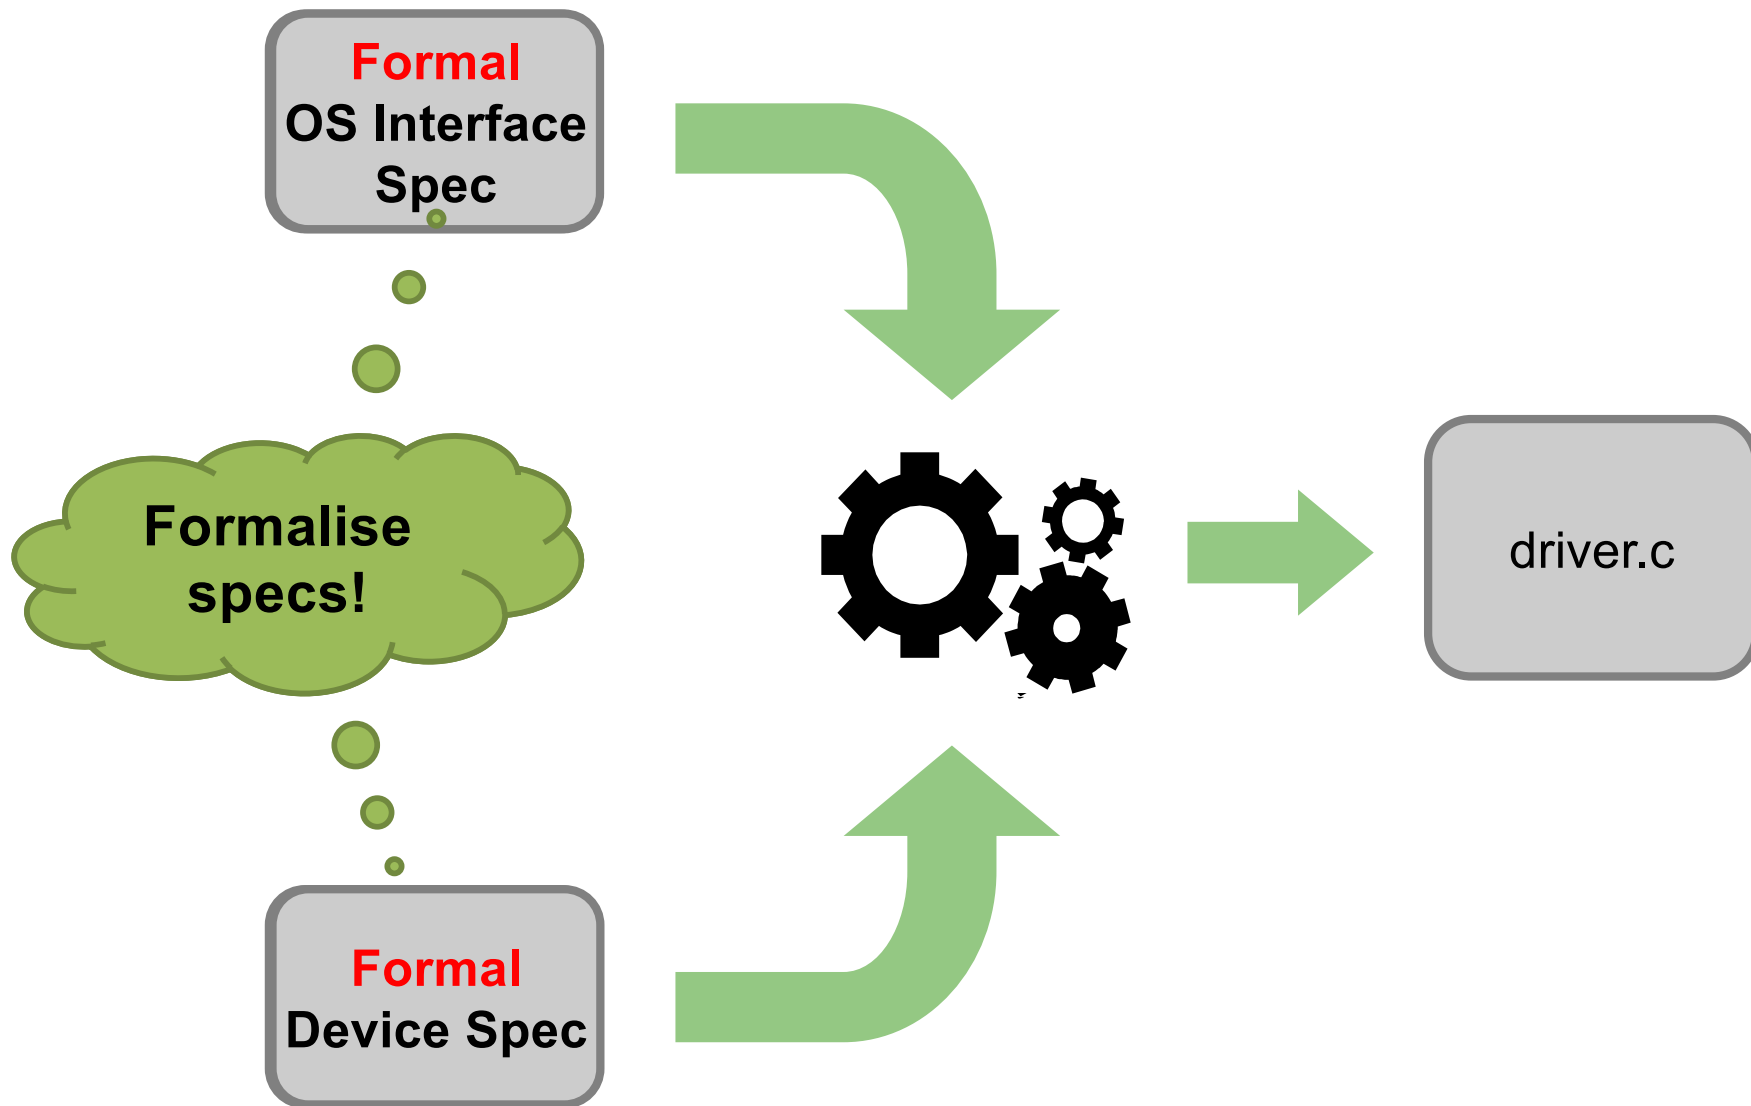 Formal
OS Interface
Spec
Formalise
specs!
driver.c
Formal
Device Spec